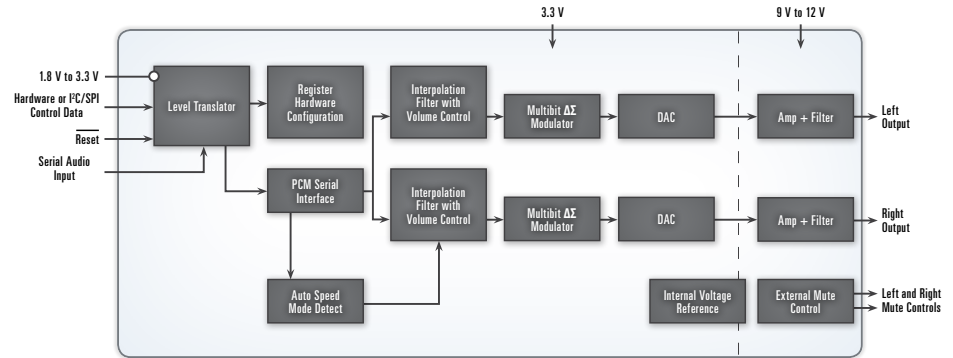 3.3 V
9 V to 12 V
1.8 V to 3.3 V
Hardware or I²C/SPI
Control Data
Reset
Serial Audio
Input
Level Translator
Register
Hardware
Configuration
Interpolation
Filter with
Volume Control
Multibit ΔΣ
Modulator
DAC
Amp + Filter
Left
Output
PCM Serial
Interface
Interpolation
Filter with
Volume Control
Multibit ΔΣ
Modulator
DAC
Amp + Filter
Right
Output
Auto Speed
Mode Detect
Internal Voltage
Reference
External Mute
Control
Left and Right
Mute Controls